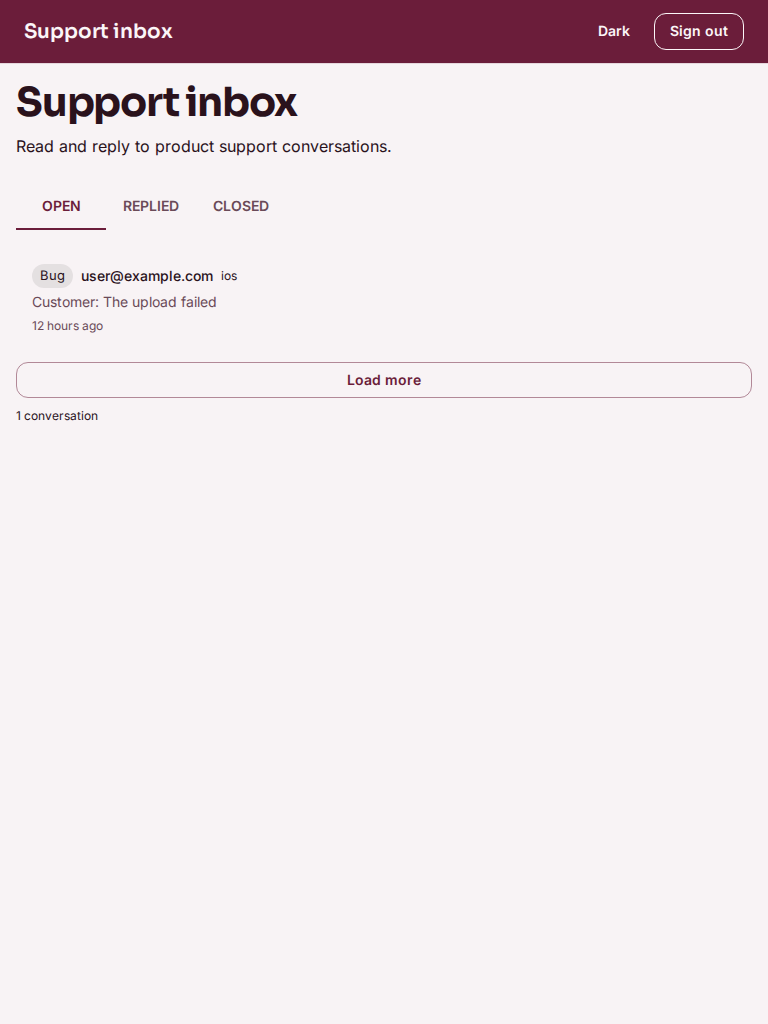 Support inbox
Dark
Sign out
Support inbox
Read and reply to product support conversations.
OPEN
REPLIED
CLOSED
Bug user@example.com ios
Customer: The upload failed
12 hours ago
Load more
1 conversation